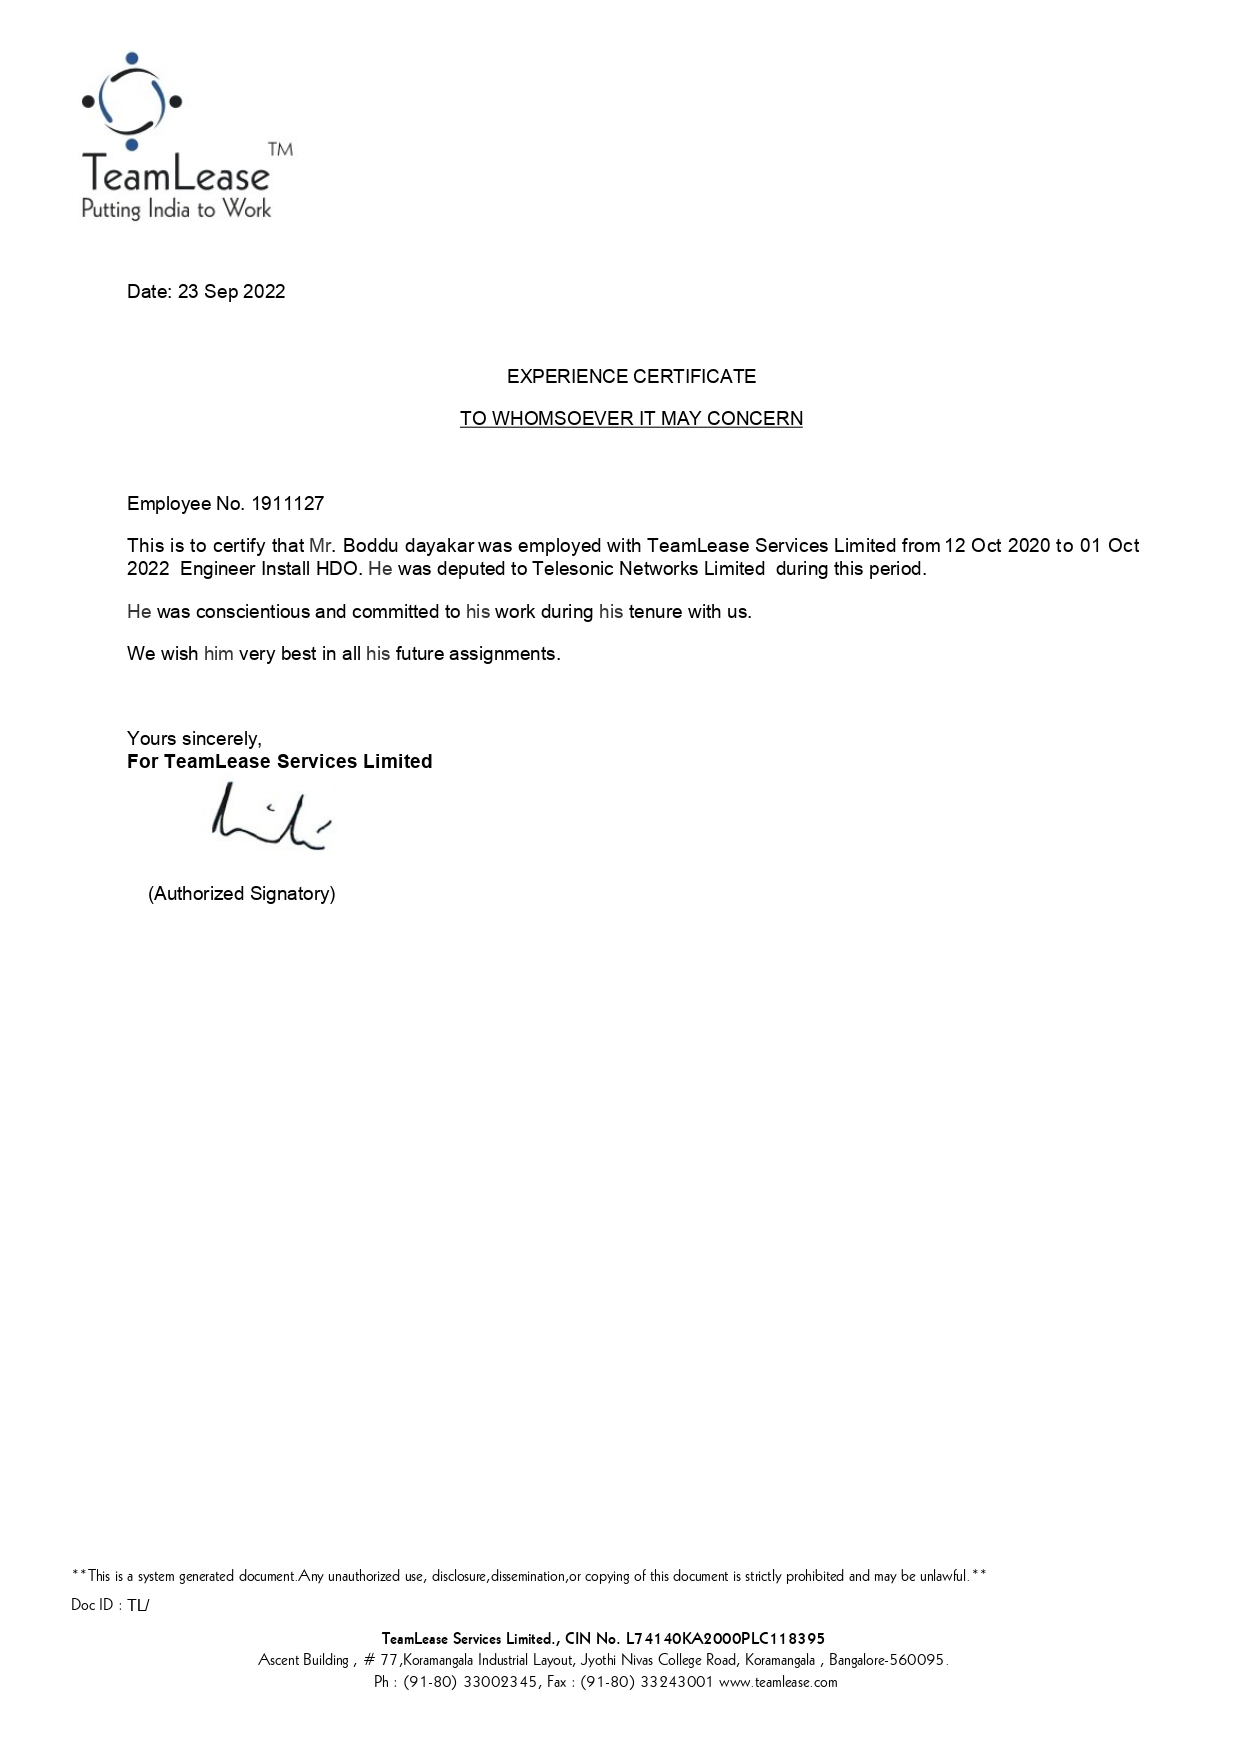 TM
TeamLease
Putting India to Work
Date: 23 Sep 2022
EXPERIENCE CERTIFICATE
TO WHOMSOEVER IT MAY CONCERN
Employee No. 1911127
This is to certify that Mr. Boddu dayakar was employed with TeamLease Services Limited from 12 Oct 2020 to 01 Oct
2022 Engineer Install HDO. He was deputed to Telesonic Networks Limited during this period.
He was conscientious and committed to his work during his tenure with us.
We wish him very best in all his future assignments.
Yours sincerely,
For TeamLease Services Limited
(Authorized Signatory)
**This is a system generated document.Any unauthorized use, disclosure,dissemination,or copying of this document is strictly prohibited and may be unlawful.**
Doc ID : TL/
TeamLease Services Limited., CIN No. L74140KA2000PLC118395
Ascent Building , # 77,Koramangala Industrial Layout, Jyothi Nivas College Road, Koramangala , Bangalore-560095.
Ph : (91-80) 33002345, Fax : (91-80) 33243001 www.teamlease.com